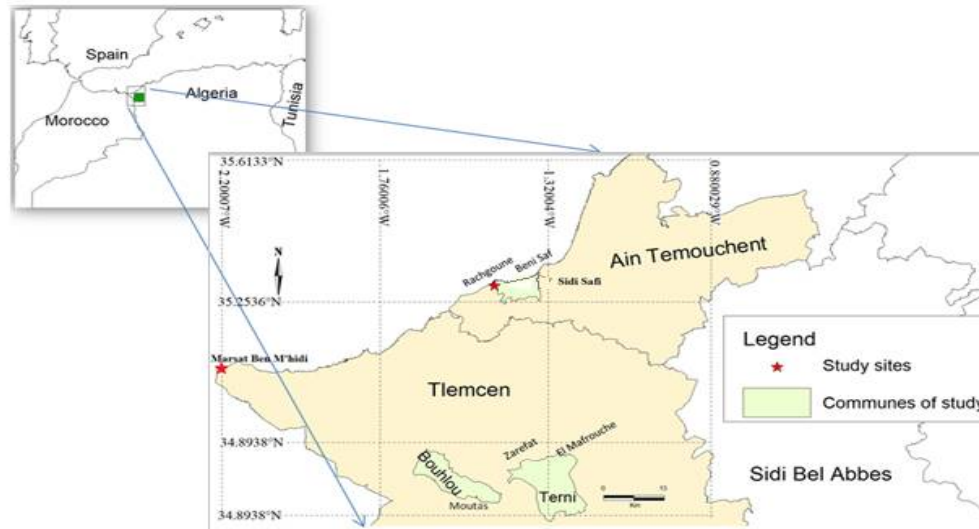 Spain
Algeria
Morocco
Tunisia
35.6133°N
2.20007°W
1.76006°W
1.32004°W
0.880029°W
N
Ain Temouchent
Beni Saf
Rachgoune
Sidi Safi
35.2536°N
Marsat Ben M'hidi
Tlemcen
Legend
Study sites
Communes of study
34.8938°N
Zarefat
El Mafrouche
Bouhlou
Moutas
Terni
0 13
Km
Sidi Bel Abbes
34.8938°N